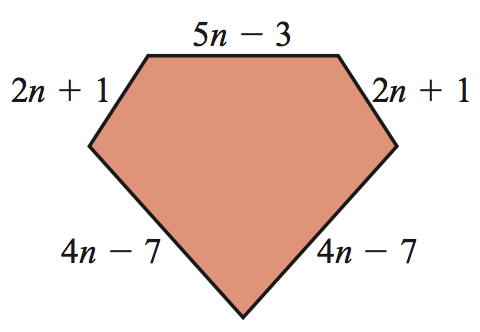 5n − 3
2n + 1
2n + 1
4n − 7
4n − 7